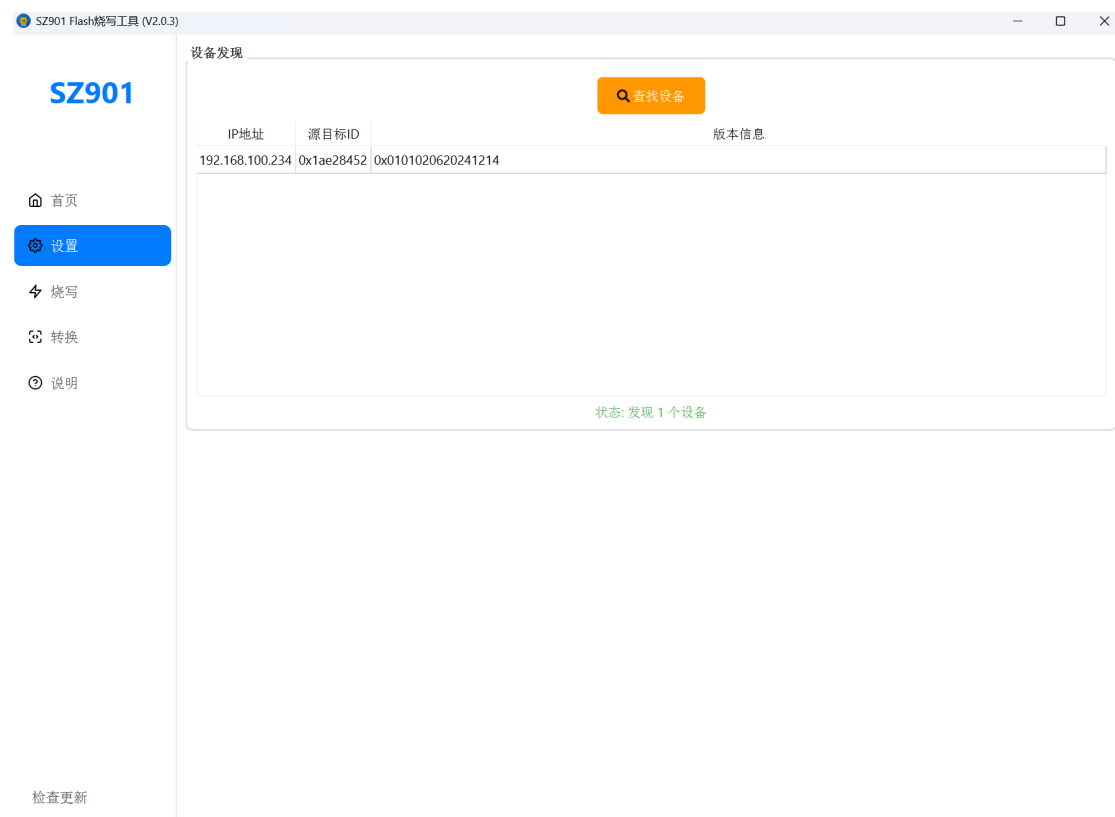 SZ901 Flash烧写工具 (V2.0.3)
SZ901
首页
设置
烧写
转换
说明
检查更新
设备发现
查找设备
IP地址 源目标ID 版本信息
192.168.100.234 0x1ae28452 0x0101020620241214
状态: 发现 1 个设备